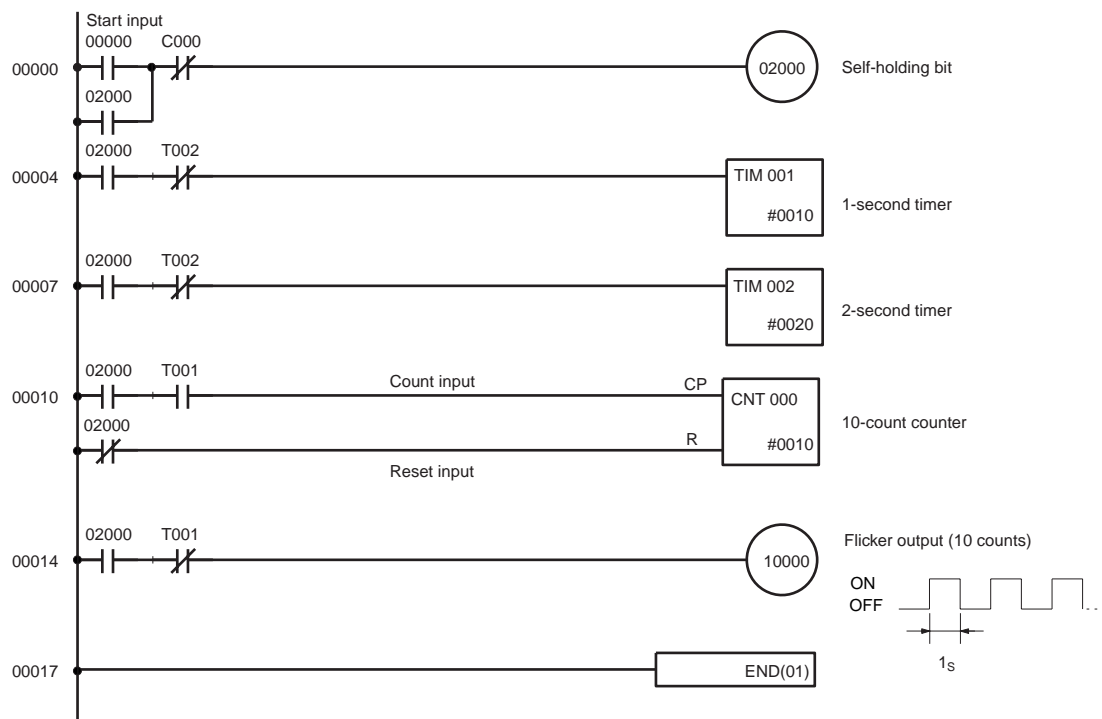 Start input
00000 C000
00000
02000 Self-holding bit
02000
02000 T002
00004
TIM 001
#0010
1-second timer
02000 T002
00007
TIM 002
#0020
2-second timer
02000 T001
00010
Count input
CP
CNT 000
#0010
10-count counter
02000
R
Reset input
02000 T001
00014
10000
Flicker output (10 counts)
ON
OFF
1s
00017
END(01)